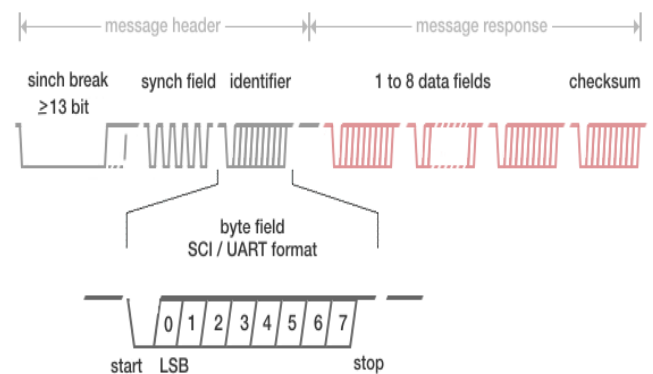 message header message response
sinch break synch field identifier 1 to 8 data fields checksum
≥13 bit
byte field
SCI / UART format
0 1 2 3 4 5 6 7
start LSB stop